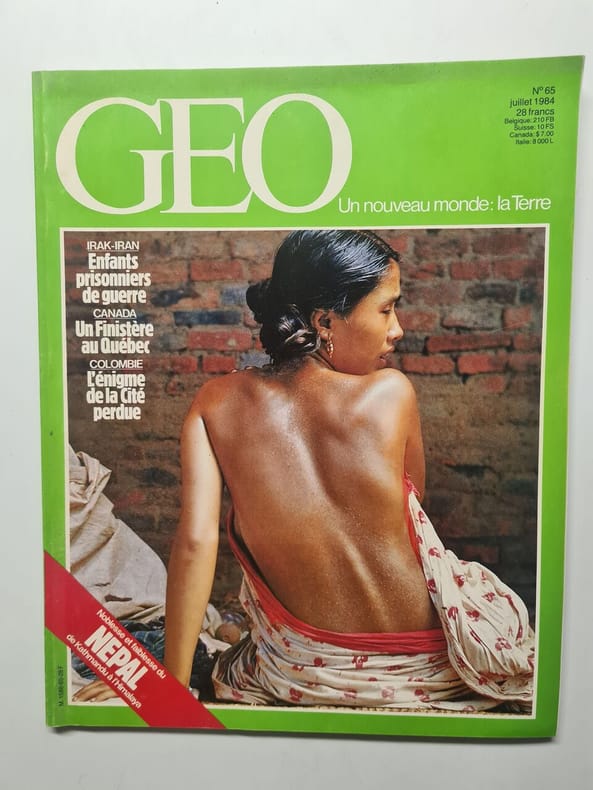 GEO
Un nouveau monde: la Terre
N° 65
juillet 1984
28 francs
Belgique: 210 FB
Suisse: 10 FS
Canada: $ 7.00
Italie: 8 000 L
IRAK-IRAN
Enfants
prisonniers
de guerre
CANADA
Un Finistère
au Québec
COLOMBIE
L'énigme
de la Cité
perdue
Noblesse et faiblesse du
NEPAL
de Kathmandu à l'Himalaya